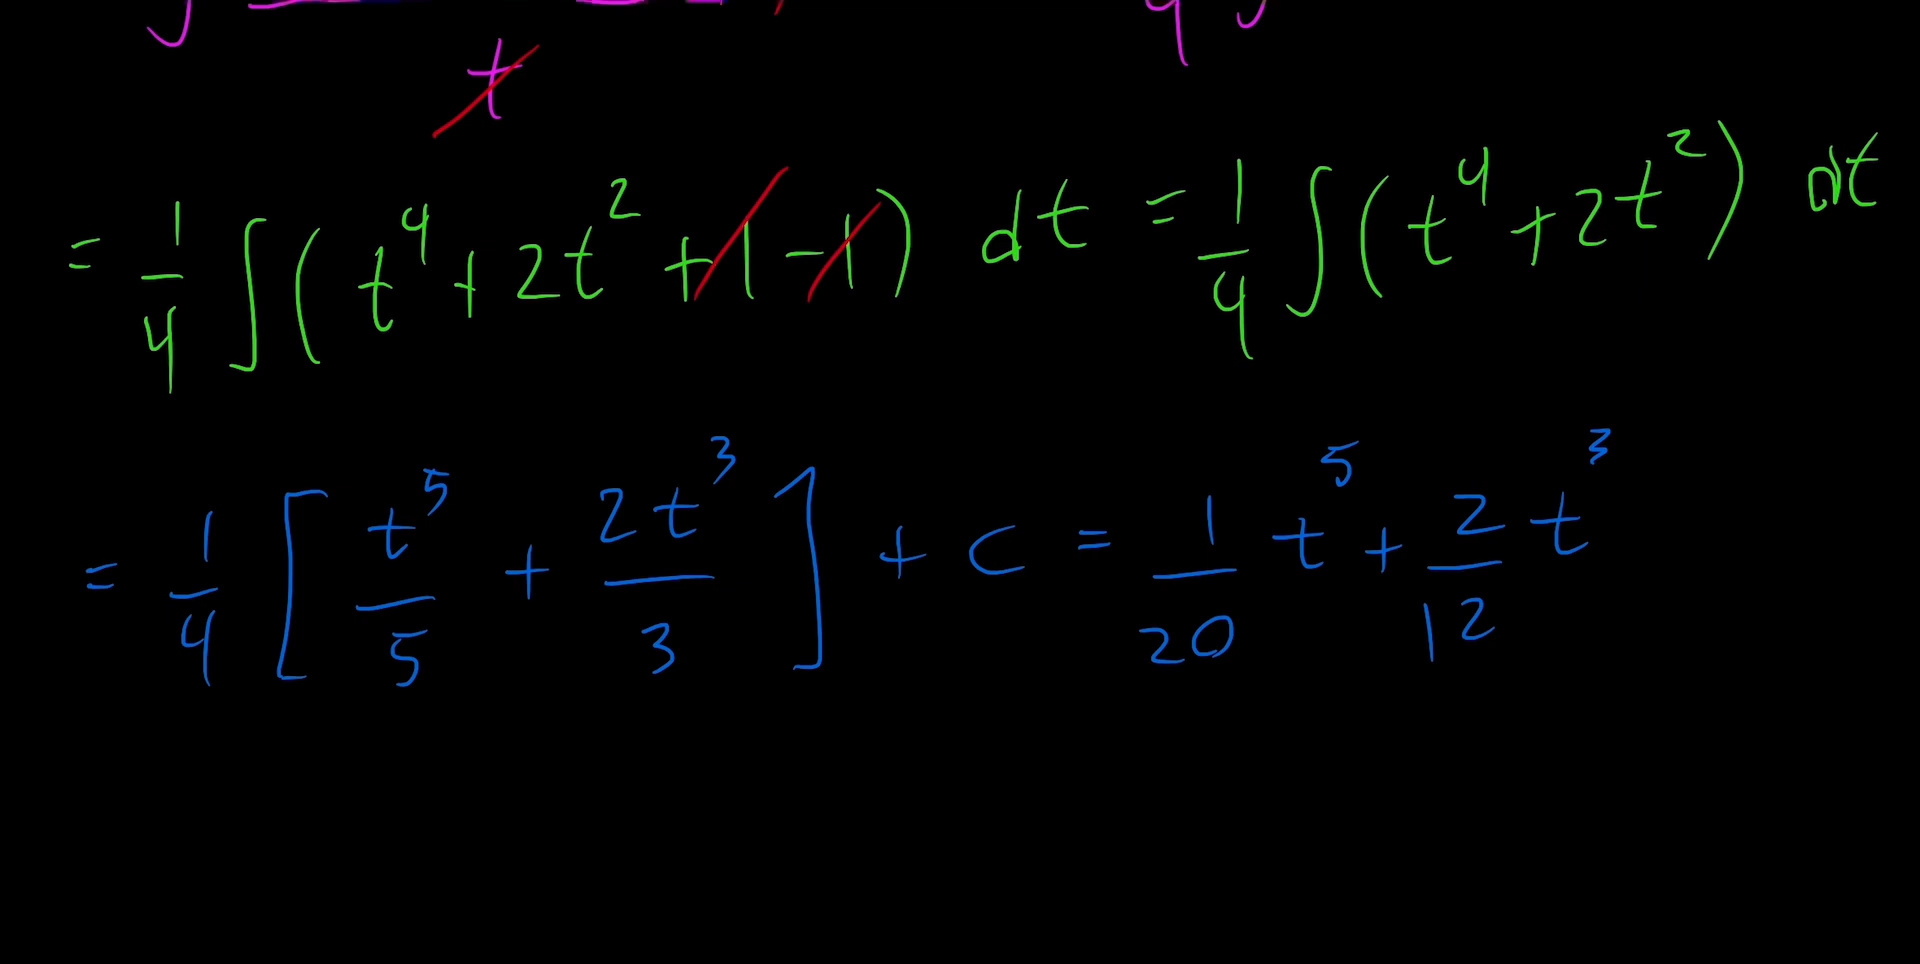 t
= 1/4 ∫ ( t^4 + 2t^2 + 1 - 1 ) dt = 1/4 ∫ ( t^4 + 2t^2 ) dt
= 1/4 [ t^5/5 + 2t^3/3 ] + c = 1/20 t^5 + 2/12 t^3